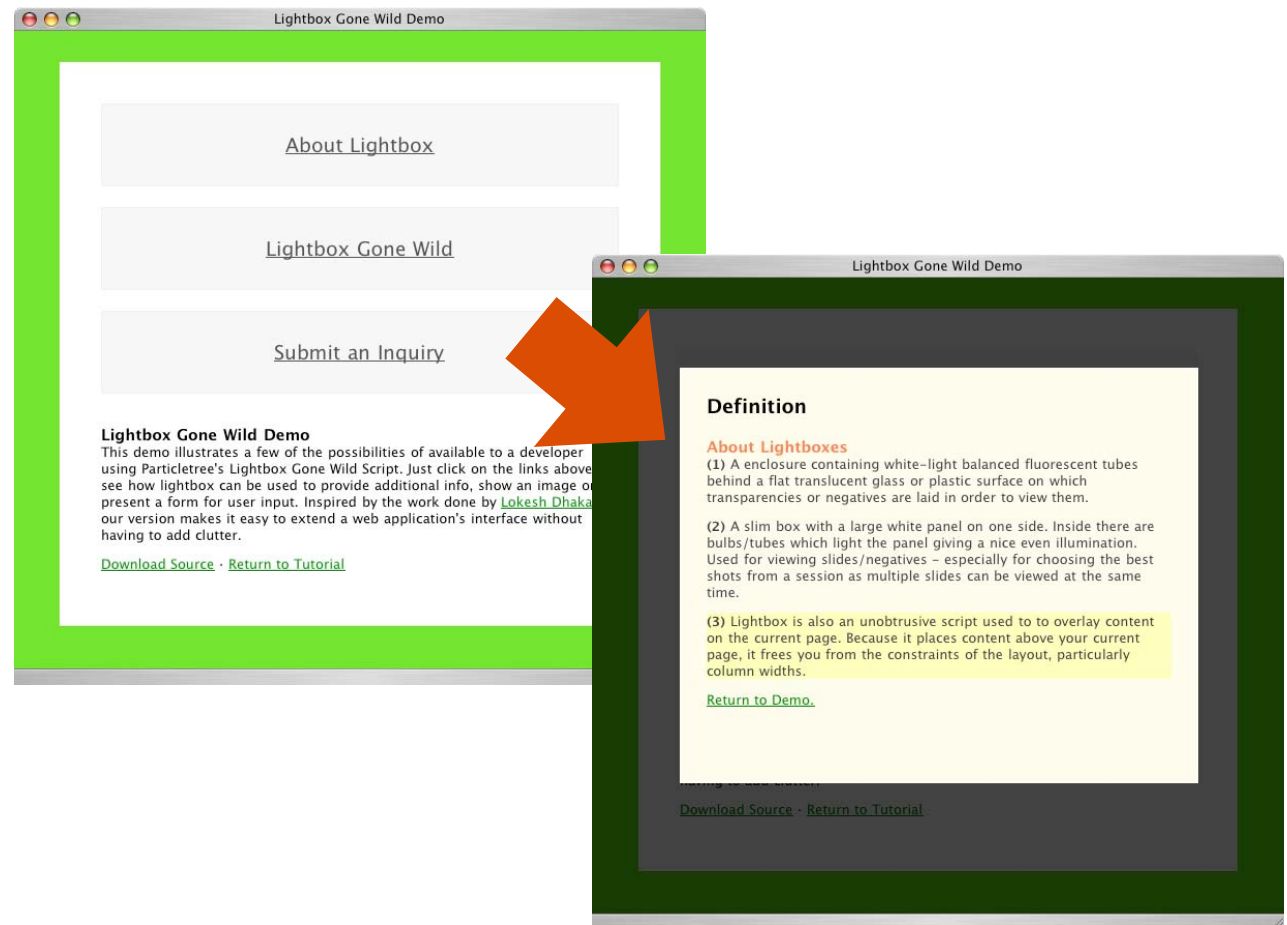 Lightbox Gone Wild Demo
About Lightbox
Lightbox Gone Wild
Submit an Inquiry
Lightbox Gone Wild Demo
This demo illustrates a few of the possibilities of available to a developer
using Particletree's Lightbox Gone Wild Script. Just click on the links above
see how lightbox can be used to provide additional info, show an image or
present a form for user input. Inspired by the work done by Lokesh Dhaka
our version makes it easy to extend a web application's interface without
having to add clutter.
Download Source · Return to Tutorial
Lightbox Gone Wild Demo
Definition
About Lightboxes
(1) A enclosure containing white-light balanced fluorescent tubes
behind a flat translucent glass or plastic surface on which
transparencies or negatives are laid in order to view them.
(2) A slim box with a large white panel on one side. Inside there are
bulbs/tubes which light the panel giving a nice even illumination.
Used for viewing slides/negatives – especially for choosing the best
shots from a session as multiple slides can be viewed at the same
time.
(3) Lightbox is also an unobtrusive script used to to overlay content
on the current page. Because it places content above your current
page, it frees you from the constraints of the layout, particularly
column widths.
Return to Demo.
having to add clutter.
Download Source · Return to Tutorial